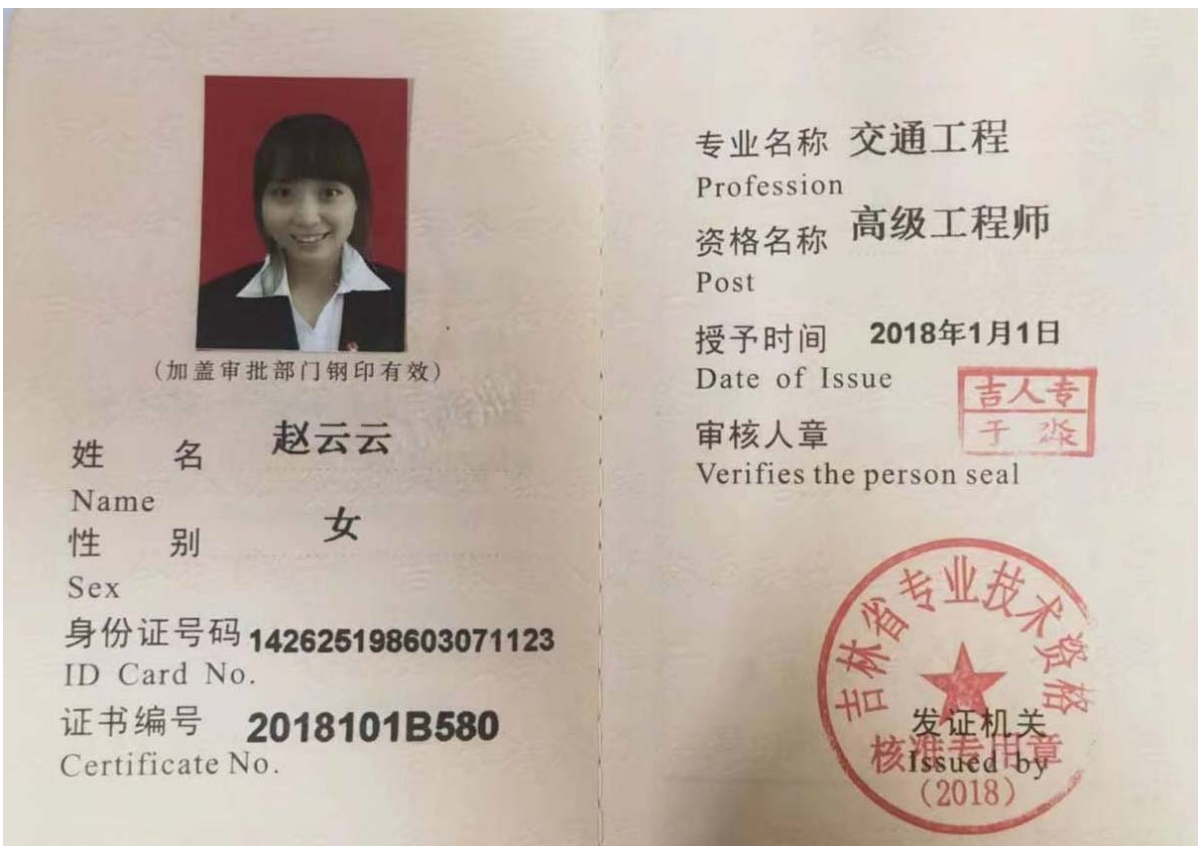 (加盖审批部门钢印有效)
姓 名 赵云云
Name
性 别 女
Sex
身份证号码 142625198603071123
ID Card No.
证书编号 2018101B580
Certificate No.
专业名称 交通工程
Profession
资格名称 高级工程师
Post
授予时间 2018年1月1日
Date of Issue
吉人专
于淼
审核人章
Verifies the person seal
吉林省专业技术资格
发证机关
核准专用章
Issued by
(2018)